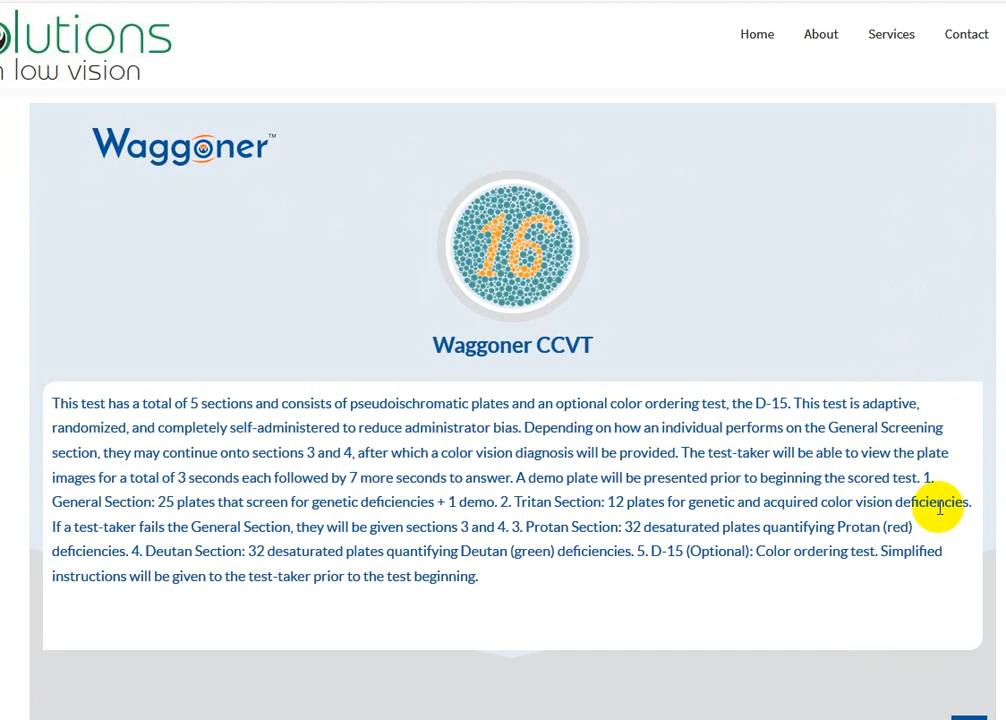 olutions
low vision
Home About Services Contact
Waggoner™
16
Waggoner CCVT
This test has a total of 5 sections and consists of pseudoischromatic plates and an optional color ordering test, the D-15. This test is adaptive,
randomized, and completely self-administered to reduce administrator bias. Depending on how an individual performs on the General Screening
section, they may continue onto sections 3 and 4, after which a color vision diagnosis will be provided. The test-taker will be able to view the plate
images for a total of 3 seconds each followed by 7 more seconds to answer. A demo plate will be presented prior to beginning the scored test. 1.
General Section: 25 plates that screen for genetic deficiencies + 1 demo. 2. Tritan Section: 12 plates for genetic and acquired color vision deficiencies.
If a test-taker fails the General Section, they will be given sections 3 and 4. 3. Protan Section: 32 desaturated plates quantifying Protan (red)
deficiencies. 4. Deutan Section: 32 desaturated plates quantifying Deutan (green) deficiencies. 5. D-15 (Optional): Color ordering test. Simplified
instructions will be given to the test-taker prior to the test beginning.